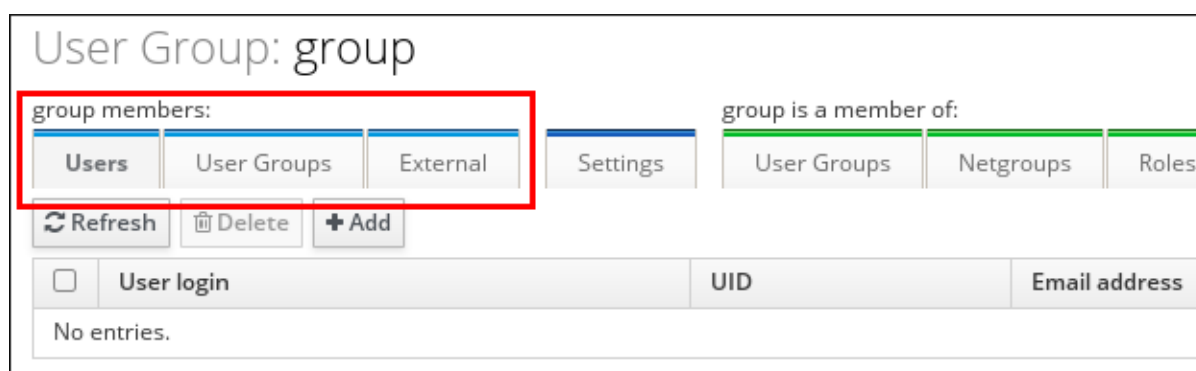 User Group: group
group members: group is a member of:
Users User Groups External Settings User Groups Netgroups Roles
Refresh Delete Add
User login UID Email address
No entries.